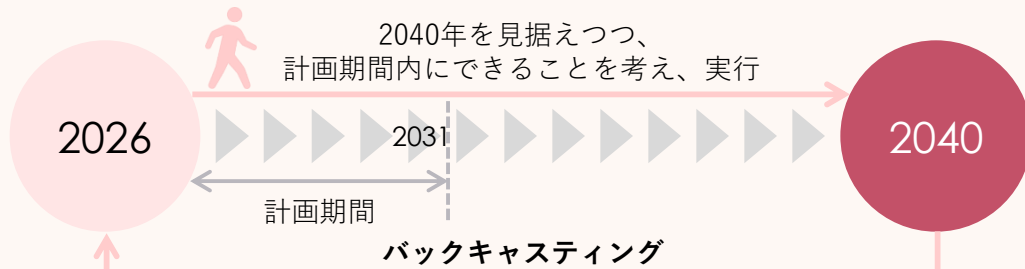 2040年を見据えつつ、
計画期間内にできることを考え、実行
2026
2031
2040
計画期間
バックキャスティング